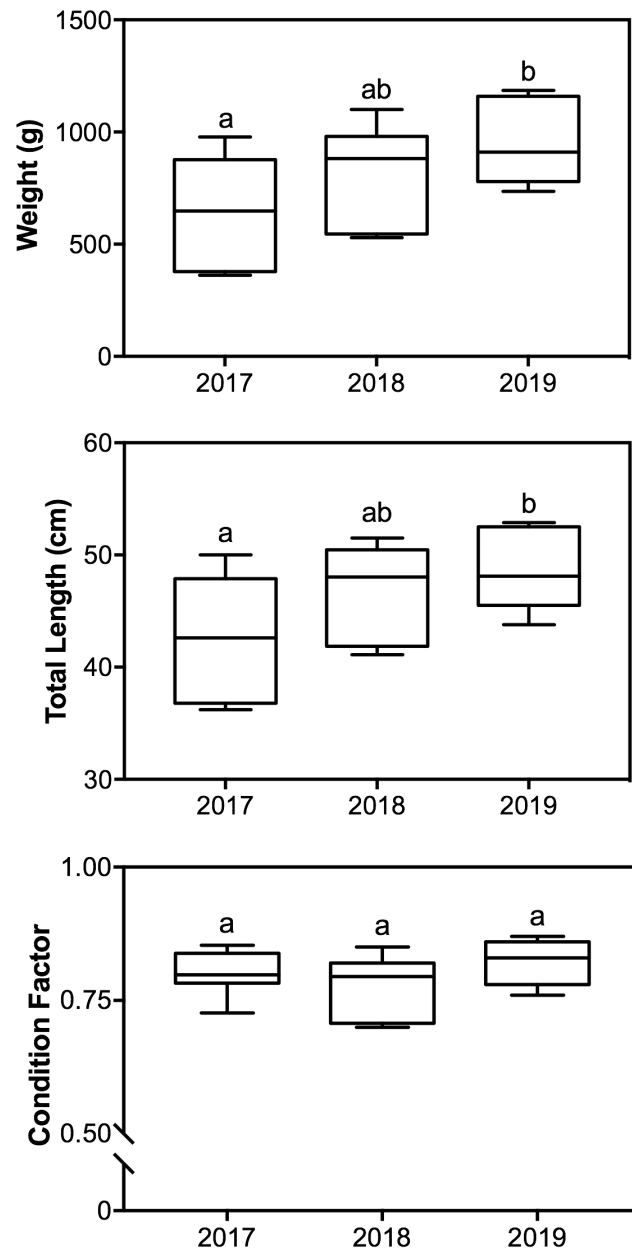 1500
1000
500
0
Weight (g)
a
ab
b
2017
2018
2019
60
50
40
30
Total Length (cm)
a
ab
b
2017
2018
2019
1.00
0.75
0.50
0
Condition Factor
a
a
a
2017
2018
2019